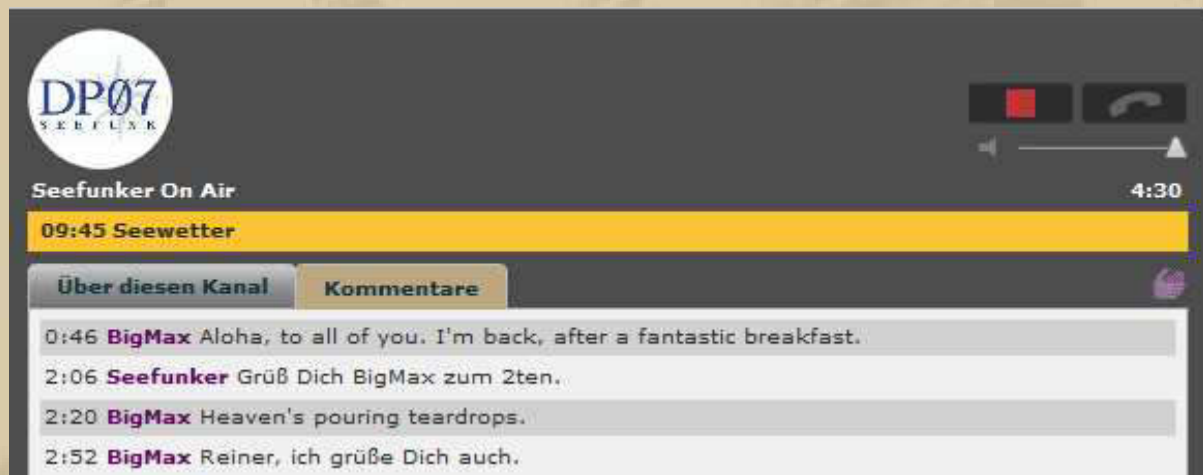 DPØ7
SEEFUNK
Seefunker On Air
4:30
09:45 Seewetter
Über diesen Kanal
Kommentare
0:46 BigMax Aloha, to all of you. I'm back, after a fantastic breakfast.
2:06 Seefunker Grüß Dich BigMax zum 2ten.
2:20 BigMax Heaven's pouring teardrops.
2:52 BigMax Reiner, ich grüße Dich auch.